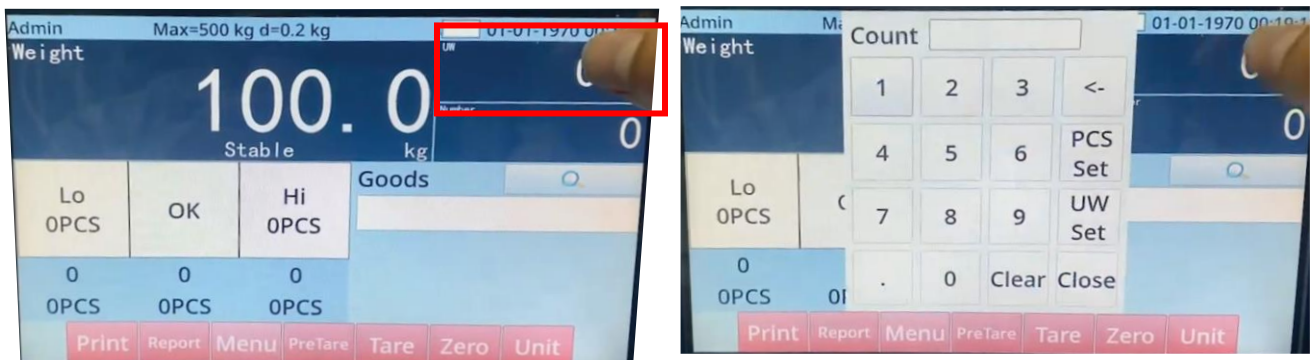 Admin Max=500 kg d=0.2 kg
Weight
UW
0
100.0
Number
0
Stable kg
Lo
0PCS
OK
Hi
0PCS
Goods
0 0 0
0PCS 0PCS 0PCS
Print Report Menu PreTare Tare Zero Unit
Admin 01-01-1970
Weight
Count
1 2 3 <-
4 5 6 PCS Set
7 8 9 UW Set
. 0 Clear Close
0
Lo
0PCS
0
0PCS
Print Report Menu PreTare Tare Zero Unit